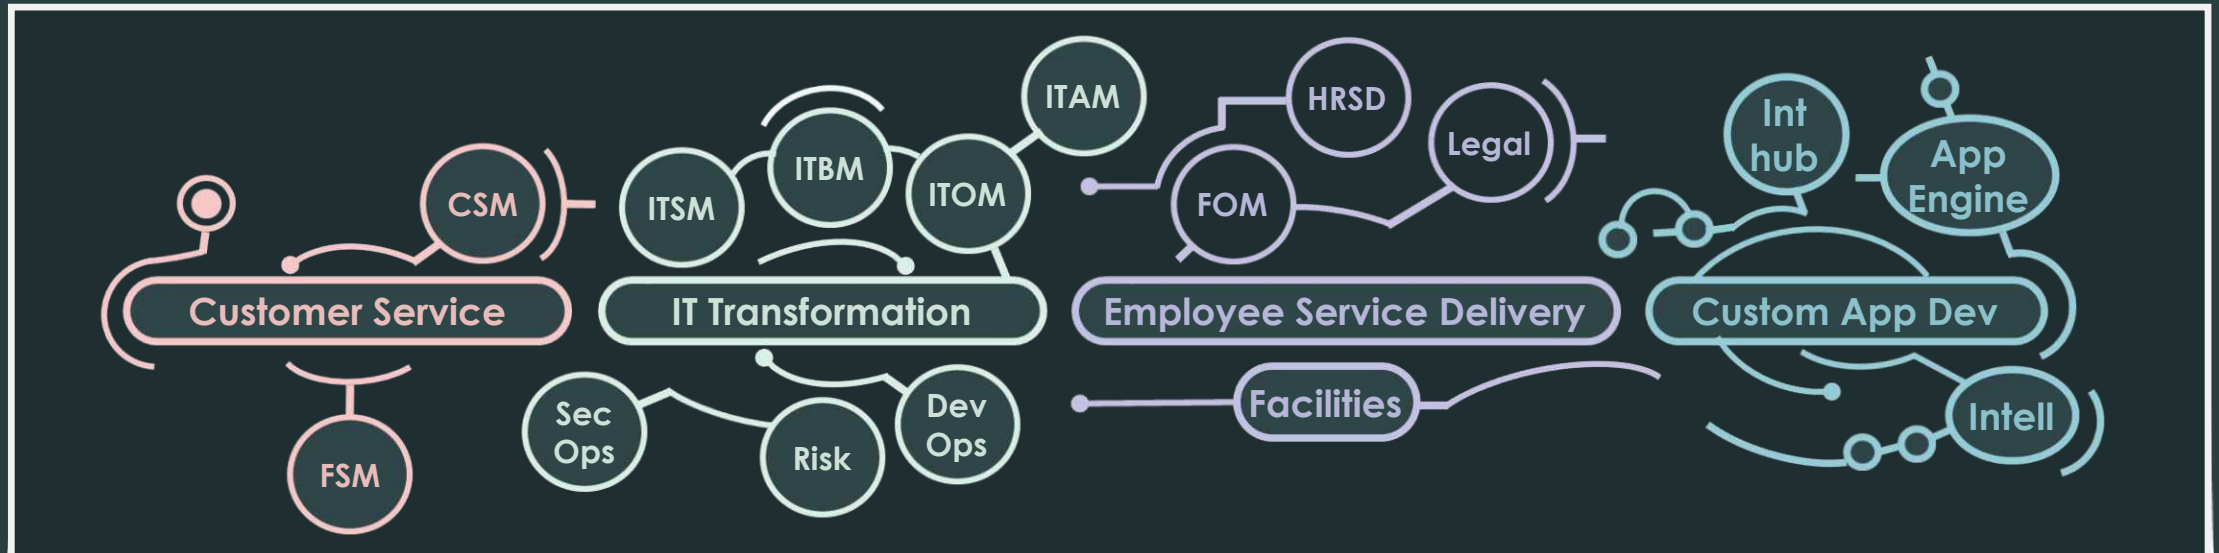 CSM
Customer Service
FSM
ITSM
ITBM
ITOM
ITAM
IT Transformation
Sec
Ops
Risk
Dev
Ops
HRSD
Legal
FOM
Employee Service Delivery
Facilities
Int
hub
App
Engine
Custom App Dev
Intell